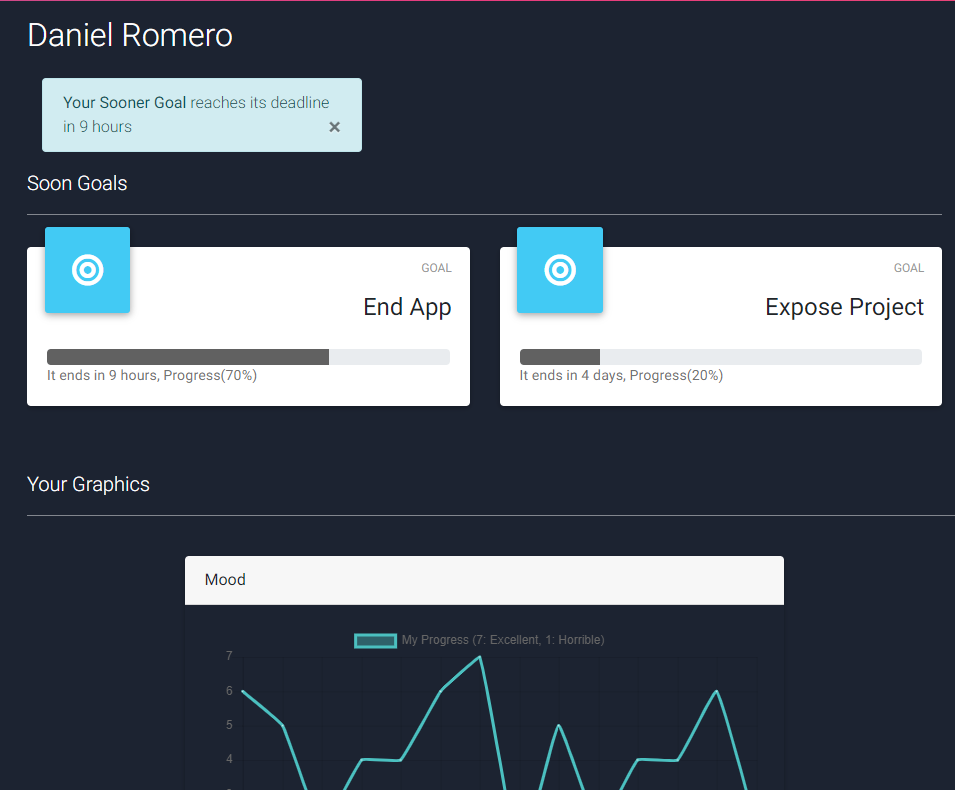 Daniel Romero
Your Sooner Goal reaches its deadline
in 9 hours ×
Soon Goals
GOAL
End App
It ends in 9 hours, Progress(70%)
GOAL
Expose Project
It ends in 4 days, Progress(20%)
Your Graphics
Mood
My Progress (7: Excellent, 1: Horrible)
7
6
5
4